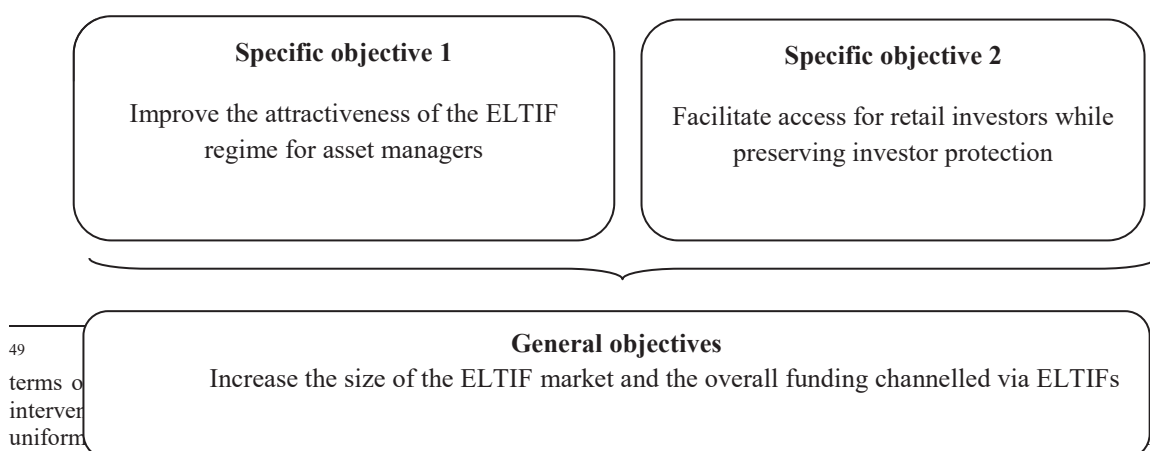 Specific objective 1
Improve the attractiveness of the ELTIF
regime for asset managers
Specific objective 2
Facilitate access for retail investors while
preserving investor protection
General objectives
Increase the size of the ELTIF market and the overall funding channelled via ELTIFs
49
terms